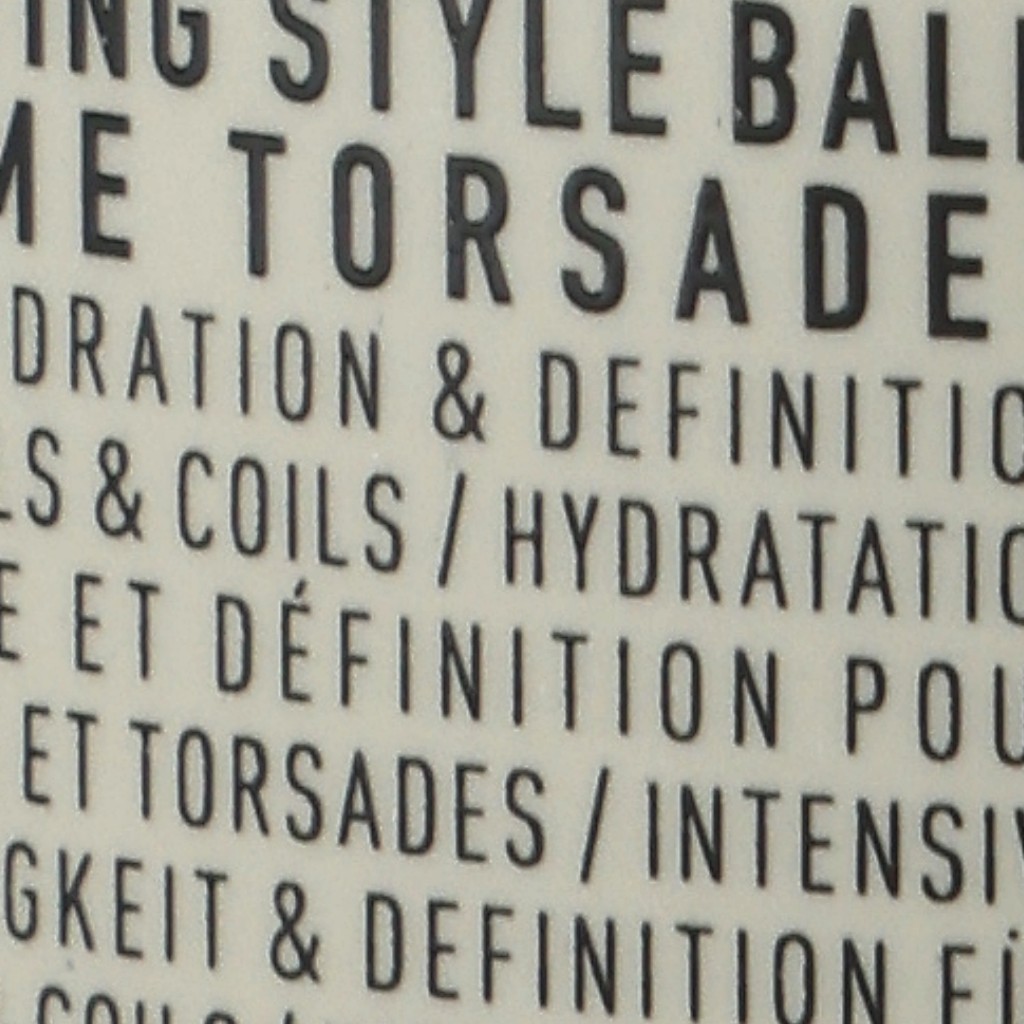 ING STYLE BAL
ME TORSADE
DRATION & DEFINITIO
LS & COILS / HYDRATATIO
E ET DÉFINITION POU
ET TORSADES / INTENSIV
GKEIT & DEFINITION FÜ
COILS /